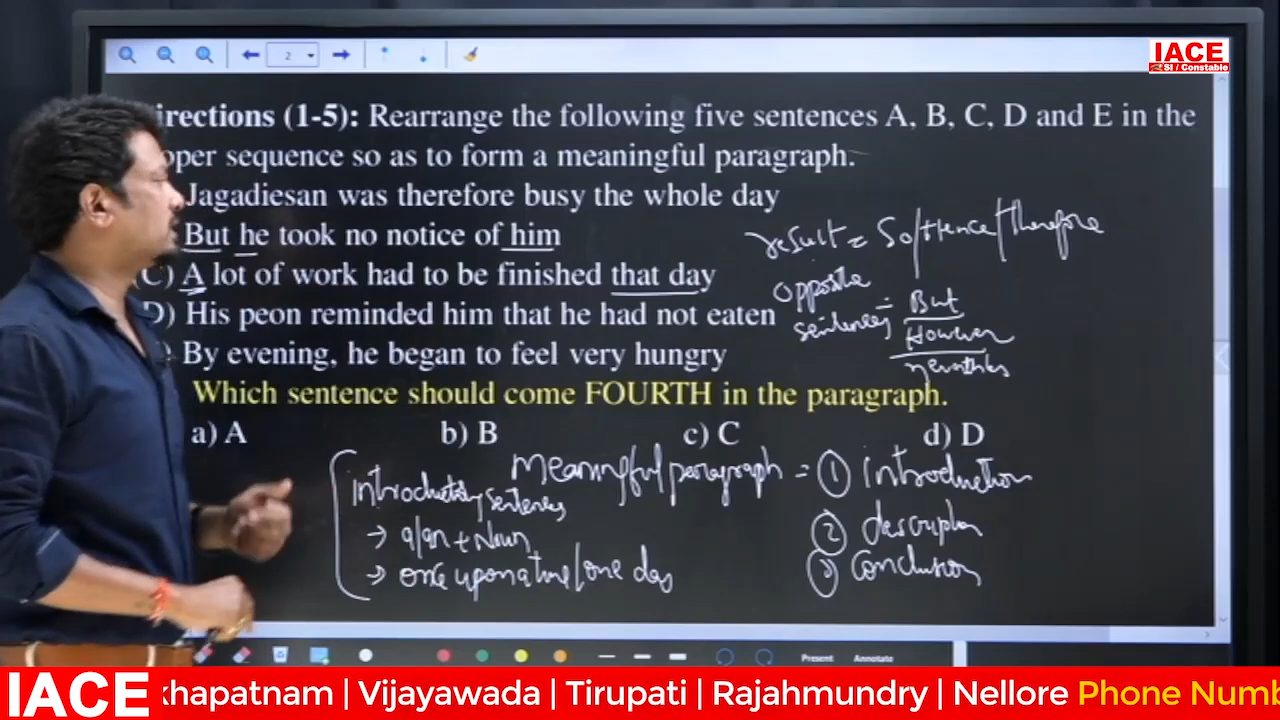 IACE
SI / Constable
2
irections (1-5): Rearrange the following five sentences A, B, C, D and E in the
oper sequence so as to form a meaningful paragraph.
Jagadiesan was therefore busy the whole day
But he took no notice of him
(C) A lot of work had to be finished that day
D) His peon reminded him that he had not eaten
By evening, he began to feel very hungry
Which sentence should come FOURTH in the paragraph.
a) A b) B c) C d) D
result = So/Hence/therefore
opposite
sentences = But
However
Meaningful paragraph = ① introduction
② description
③ conclusion
introductory sentences
→ a/an + Noun
→ once upon a time/one day
Present Annotate
IACE khapatnam | Vijayawada | Tirupati | Rajahmundry | Nellore Phone Numb